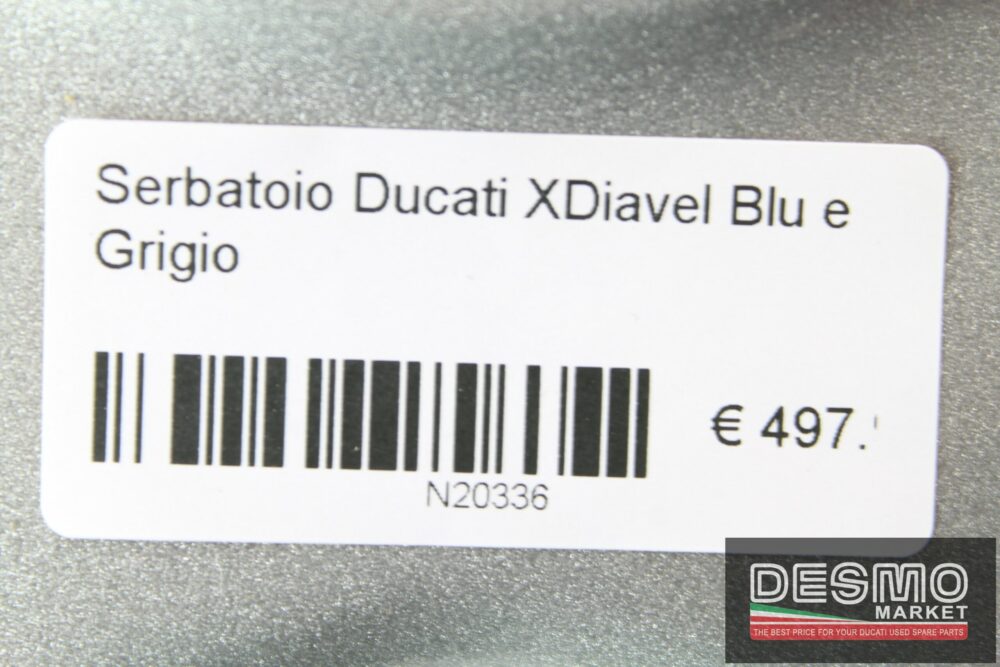 Serbatoio Ducati XDiavel Blu e
Grigio
€ 497.
N20336
DESMO
MARKET
THE BEST PRICE FOR YOUR DUCATI USED SPARE PARTS